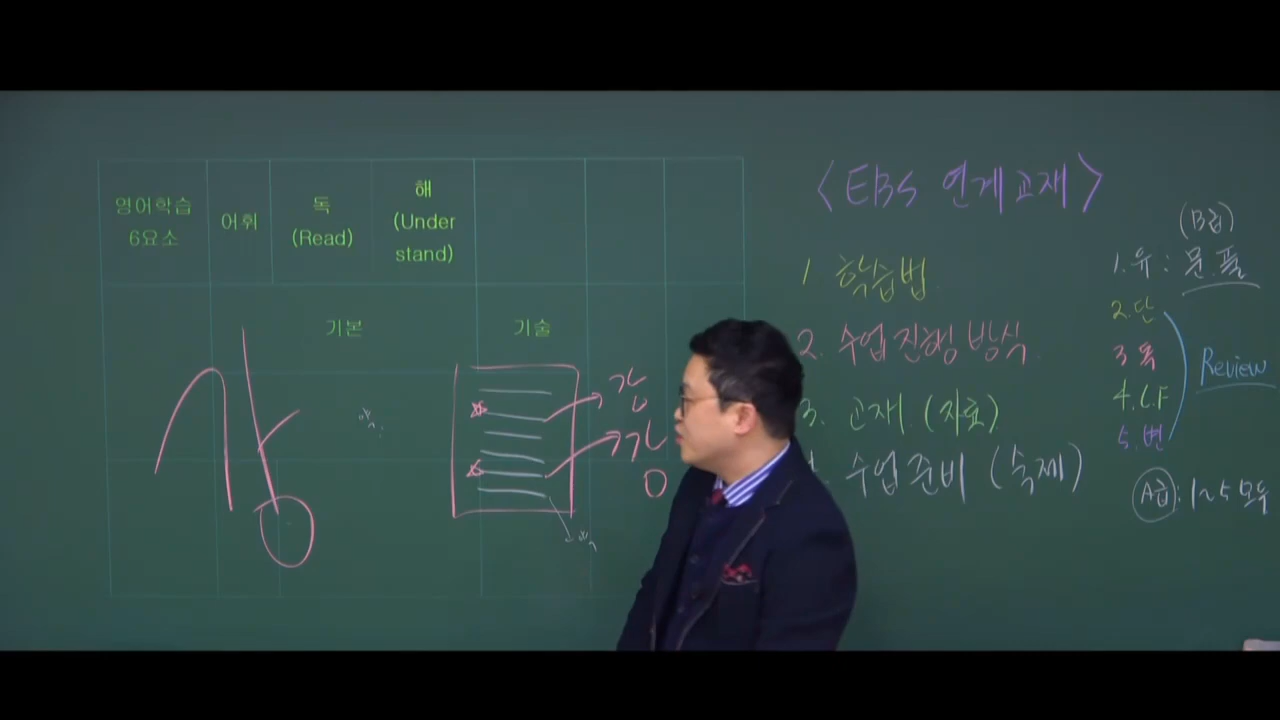 영어학습
6요소
어휘
독
(Read)
해
(Under
stand)
기본
기술
강
강
<EBS 연계교재>
1 학습법
2. 수업 진행 방식
3. 교재 (자료)
수업 준비 (숙제)
(B급)
1. 유 : 문.풀
2. 단
3 독
4. L.F
5. 변
Review
A급 : 1~5 모두